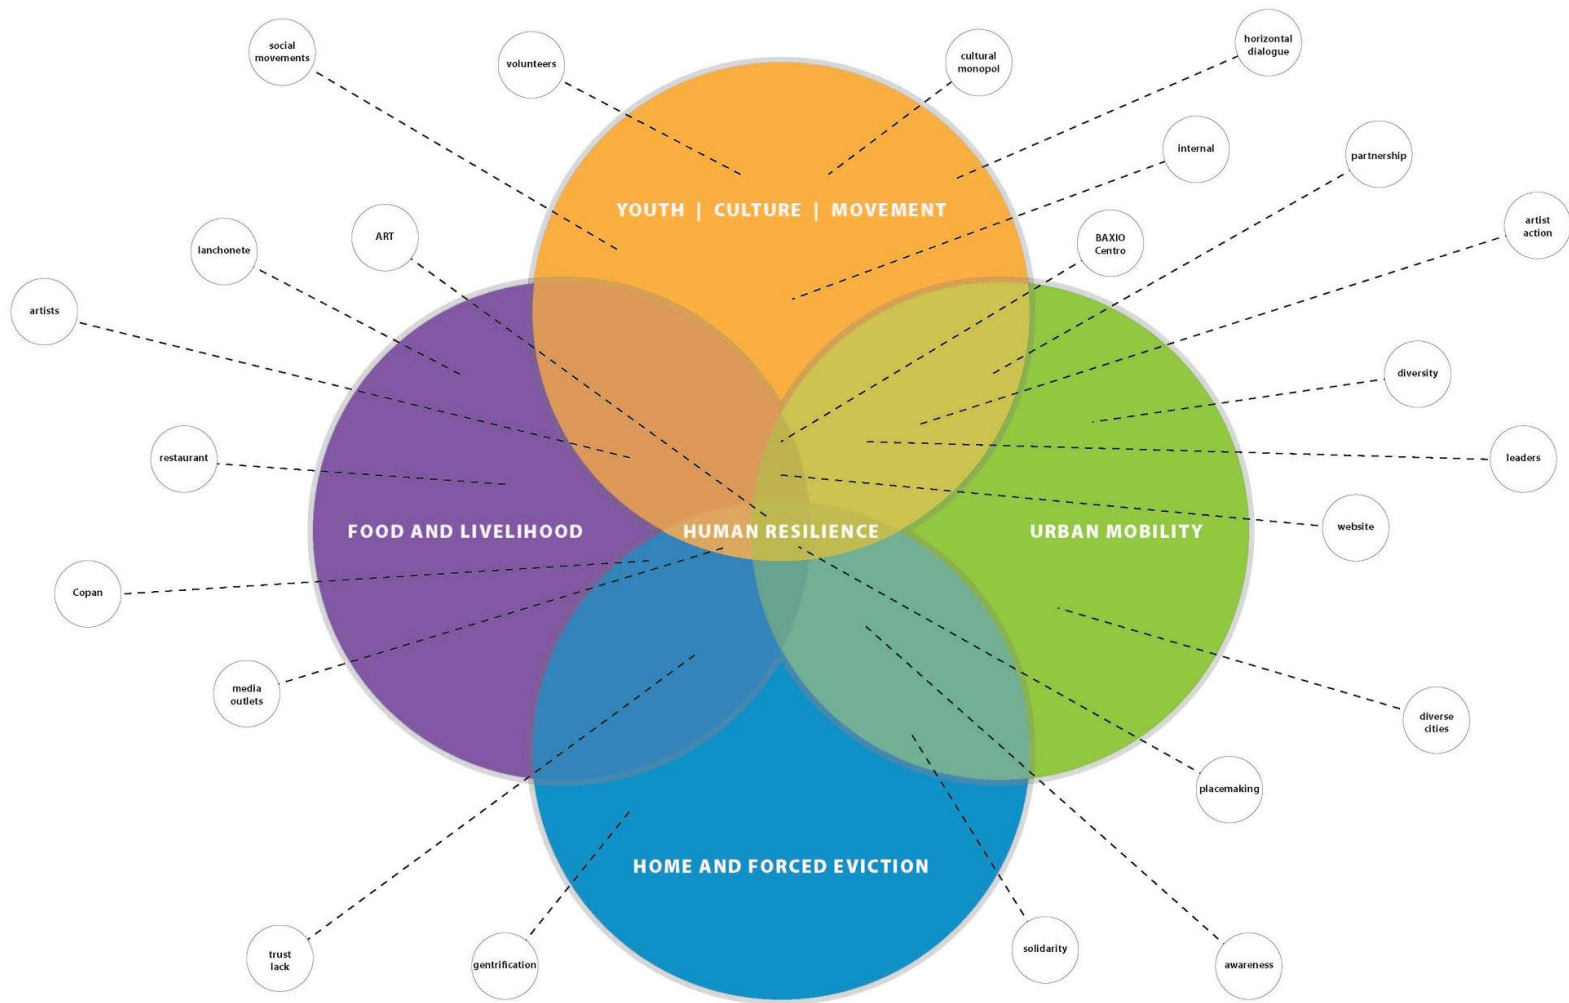 social
movements
volunteers
cultural
monopol
horizontal
dialogue
internal
partnership
YOUTH | CULTURE | MOVEMENT
artist
action
ART
BAXIO
Centro
lanchonete
artists
diversity
restaurant
leaders
FOOD AND LIVELIHOOD
HUMAN RESILIENCE
URBAN MOBILITY
website
Copan
media
outlets
diverse
cities
placemaking
HOME AND FORCED EVICTION
trust
lack
gentrification
solidarity
awareness